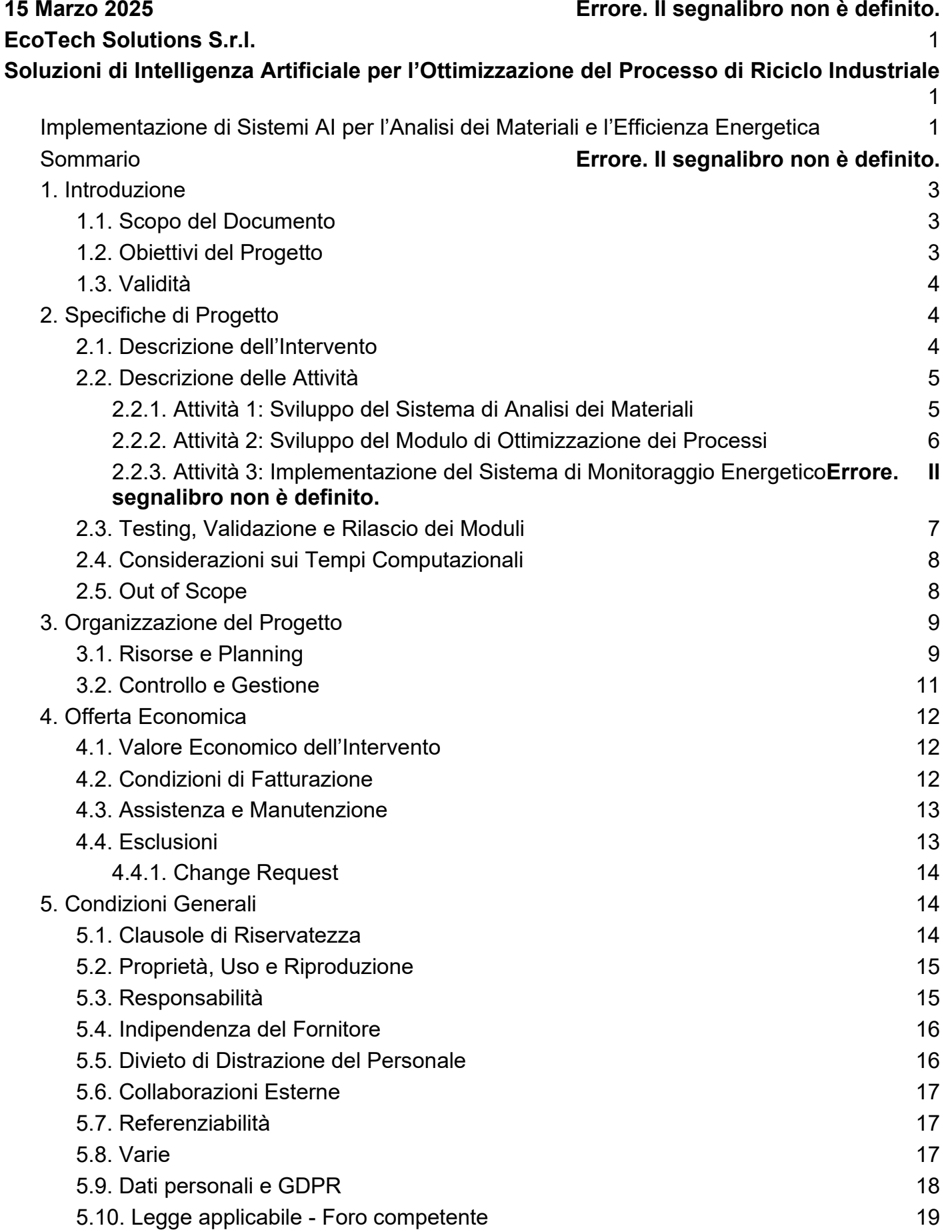 15 Marzo 2025 Errore. Il segnalibro non è definito.
EcoTech Solutions S.r.l. 1
Soluzioni di Intelligenza Artificiale per l’Ottimizzazione del Processo di Riciclo Industriale
1
Implementazione di Sistemi AI per l’Analisi dei Materiali e l’Efficienza Energetica 1
Sommario Errore. Il segnalibro non è definito.
1. Introduzione 3
1.1. Scopo del Documento 3
1.2. Obiettivi del Progetto 3
1.3. Validità 4
2. Specifiche di Progetto 4
2.1. Descrizione dell’Intervento 4
2.2. Descrizione delle Attività 5
2.2.1. Attività 1: Sviluppo del Sistema di Analisi dei Materiali 5
2.2.2. Attività 2: Sviluppo del Modulo di Ottimizzazione dei Processi 6
2.2.3. Attività 3: Implementazione del Sistema di Monitoraggio EnergeticoErrore. Il
segnalibro non è definito.
2.3. Testing, Validazione e Rilascio dei Moduli 7
2.4. Considerazioni sui Tempi Computazionali 8
2.5. Out of Scope 8
3. Organizzazione del Progetto 9
3.1. Risorse e Planning 9
3.2. Controllo e Gestione 11
4. Offerta Economica 12
4.1. Valore Economico dell’Intervento 12
4.2. Condizioni di Fatturazione 12
4.3. Assistenza e Manutenzione 13
4.4. Esclusioni 13
4.4.1. Change Request 14
5. Condizioni Generali 14
5.1. Clausole di Riservatezza 14
5.2. Proprietà, Uso e Riproduzione 15
5.3. Responsabilità 15
5.4. Indipendenza del Fornitore 16
5.5. Divieto di Distrazione del Personale 16
5.6. Collaborazioni Esterne 17
5.7. Referenziabilità 17
5.8. Varie 17
5.9. Dati personali e GDPR 18
5.10. Legge applicabile - Foro competente 19